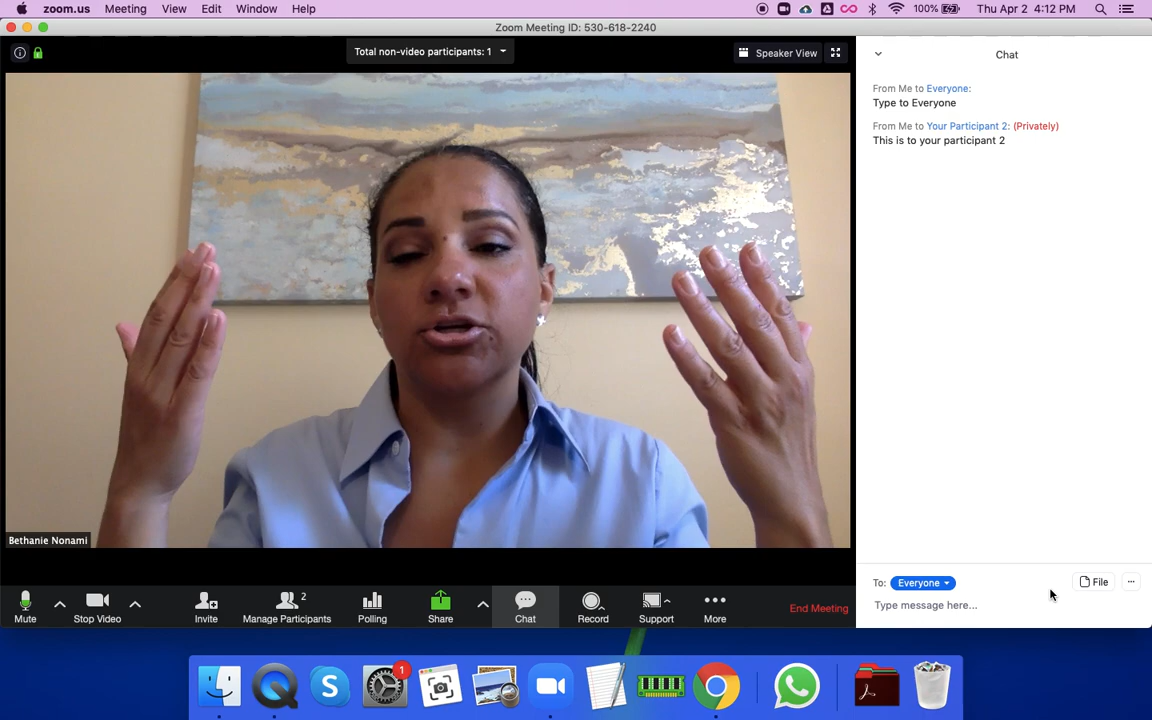 zoom.us Meeting View Edit Window Help 100% Thu Apr 2 4:12 PM
Zoom Meeting ID: 530-618-2240
Total non-video participants: 1
Speaker View
Chat
From Me to Everyone:
Type to Everyone
From Me to Your Participant 2: (Privately)
This is to your participant 2
Bethanie Nonami
To: Everyone
File
Type message here...
Mute
Stop Video
Invite
2
Manage Participants
Polling
Share
Chat
Record
Support
More
End Meeting
1